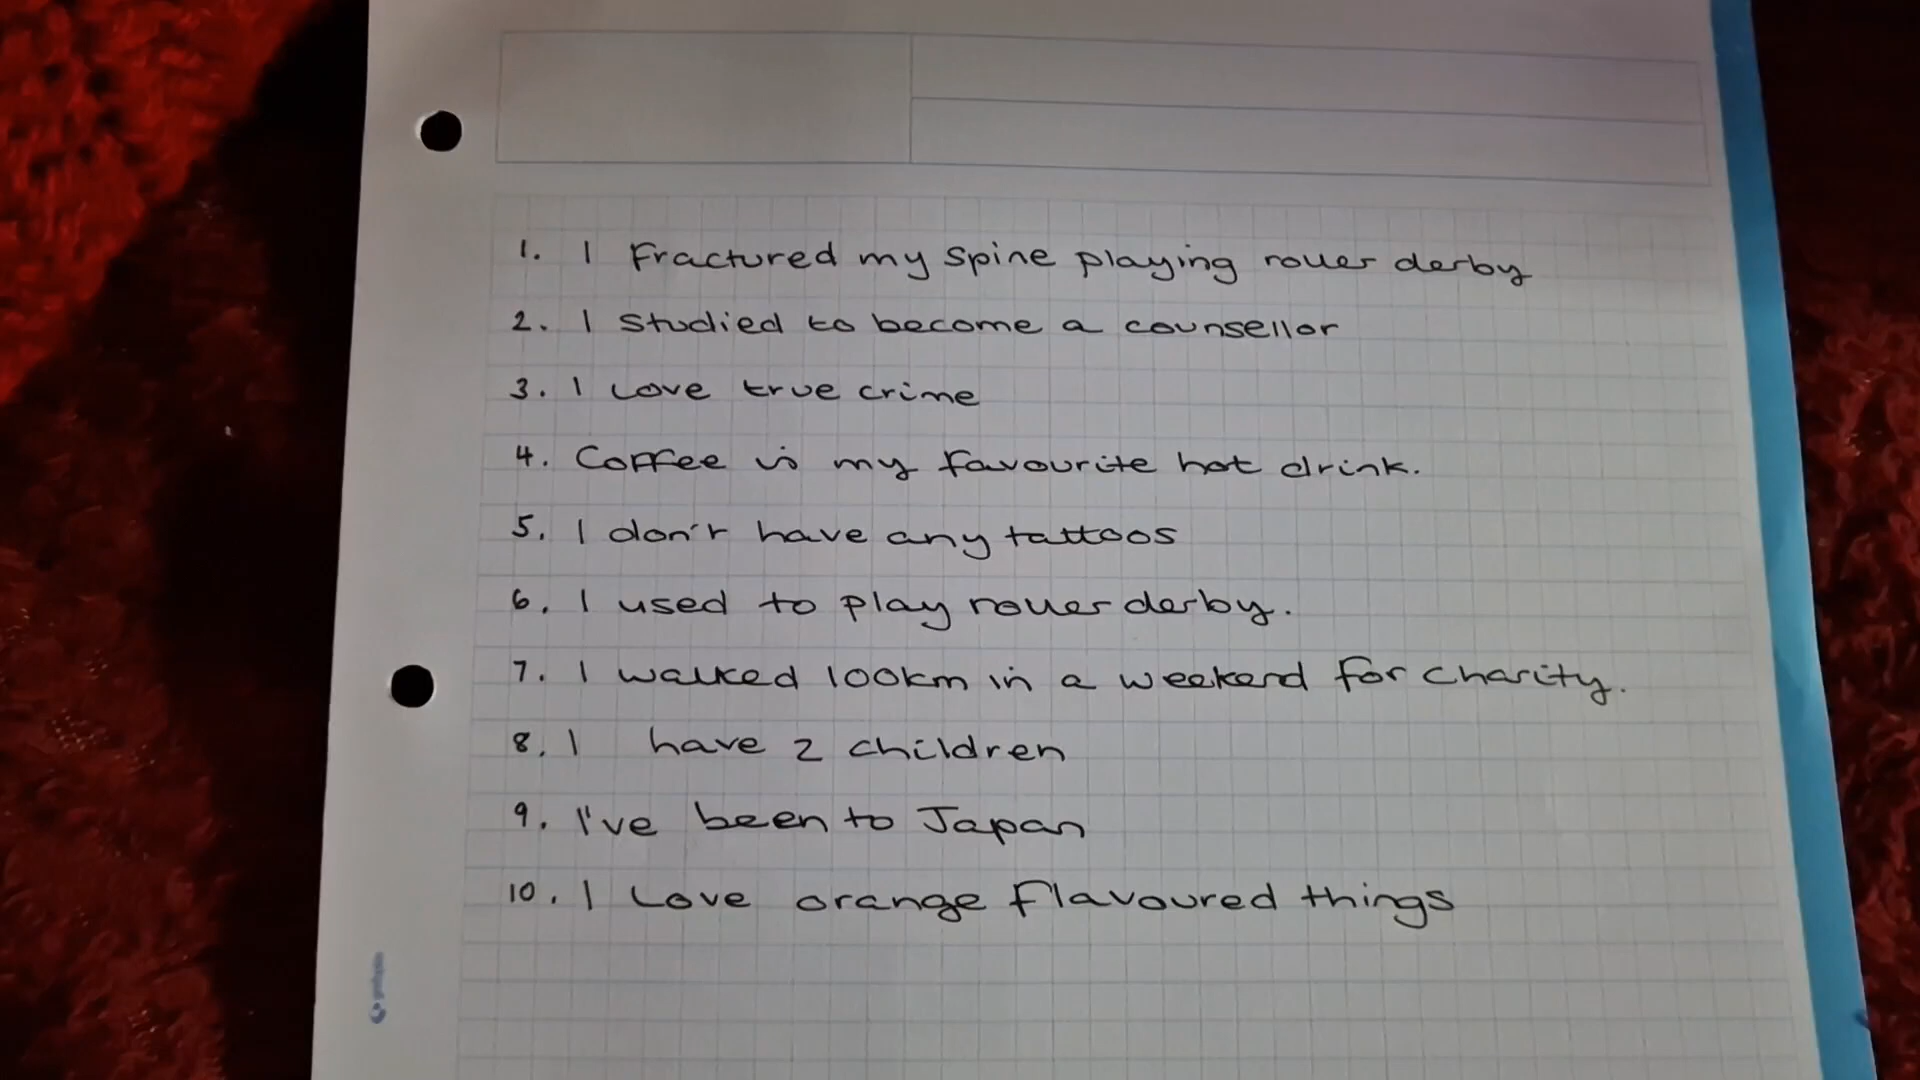 1. I Fractured my spine playing roller derby
2. I studied to become a counsellor
3. I love true crime
4. Coffee is my favourite hot drink.
5. I don't have any tattoos
6. I used to play roller derby.
7. I walked 100km in a weekend for charity.
8. I have 2 children
9. I've been to Japan
10. I Love orange flavoured things